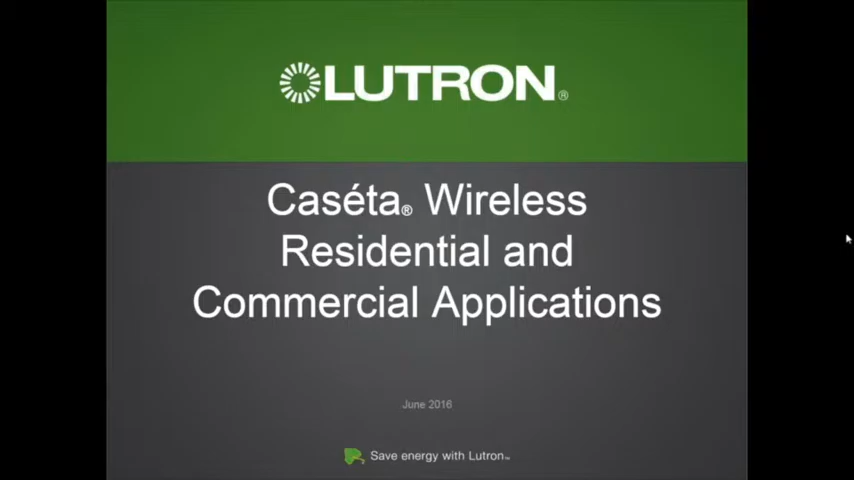 LUTRON®
Caséta® Wireless
Residential and
Commercial Applications
June 2016
Save energy with Lutron™